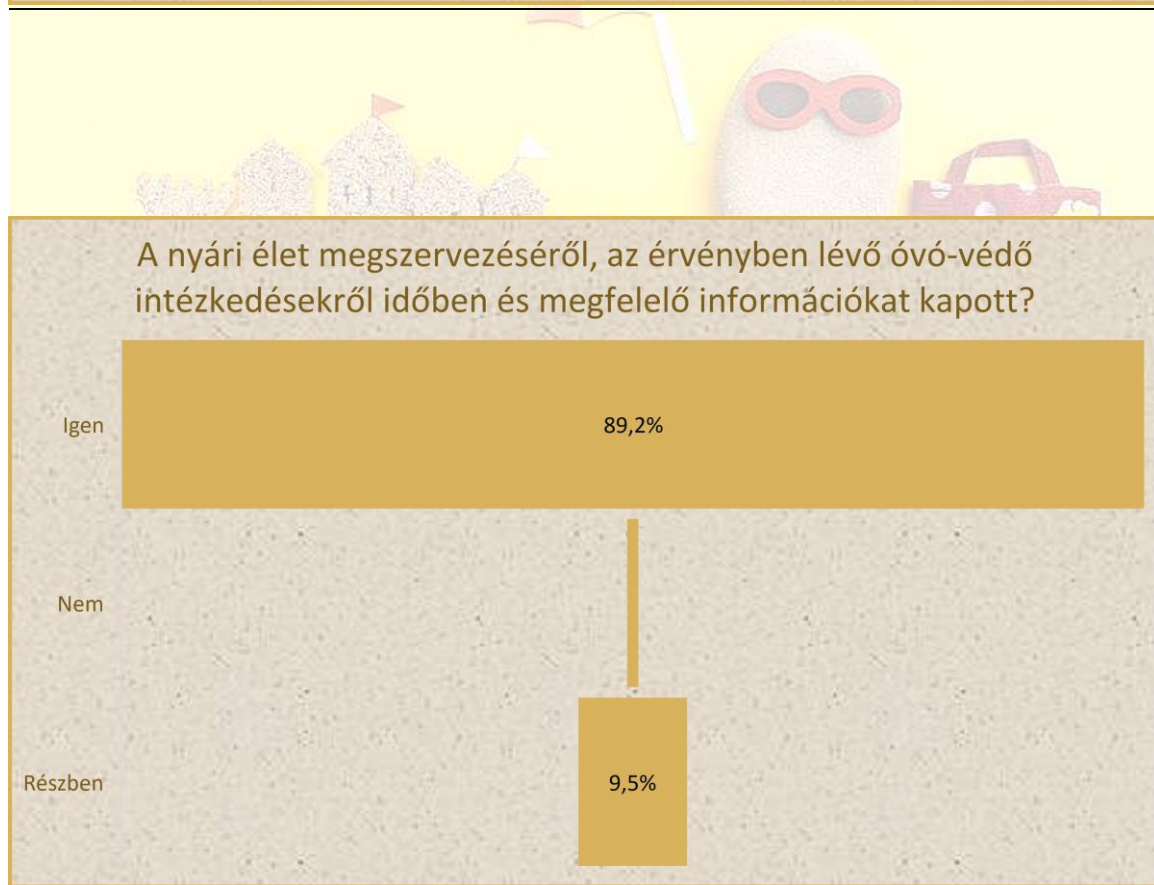 A nyári élet megszervezéséről, az érvényben lévő óvó-védő
intézkedésekről időben és megfelelő információkat kapott?
Igen
89,2%
Nem
Részben
9,5%